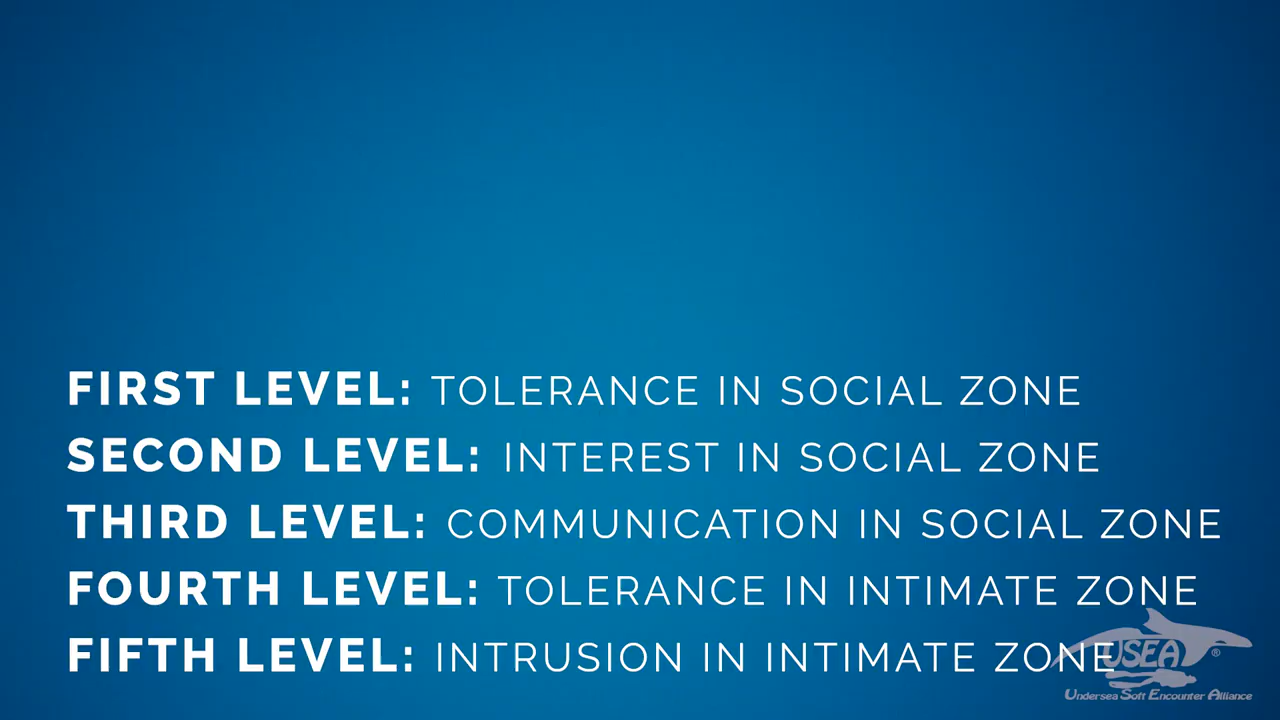 FIRST LEVEL: TOLERANCE IN SOCIAL ZONE
SECOND LEVEL: INTEREST IN SOCIAL ZONE
THIRD LEVEL: COMMUNICATION IN SOCIAL ZONE
FOURTH LEVEL: TOLERANCE IN INTIMATE ZONE
FIFTH LEVEL: INTRUSION IN INTIMATE ZONE
USEA ®
Undersea Soft Encounter Alliance